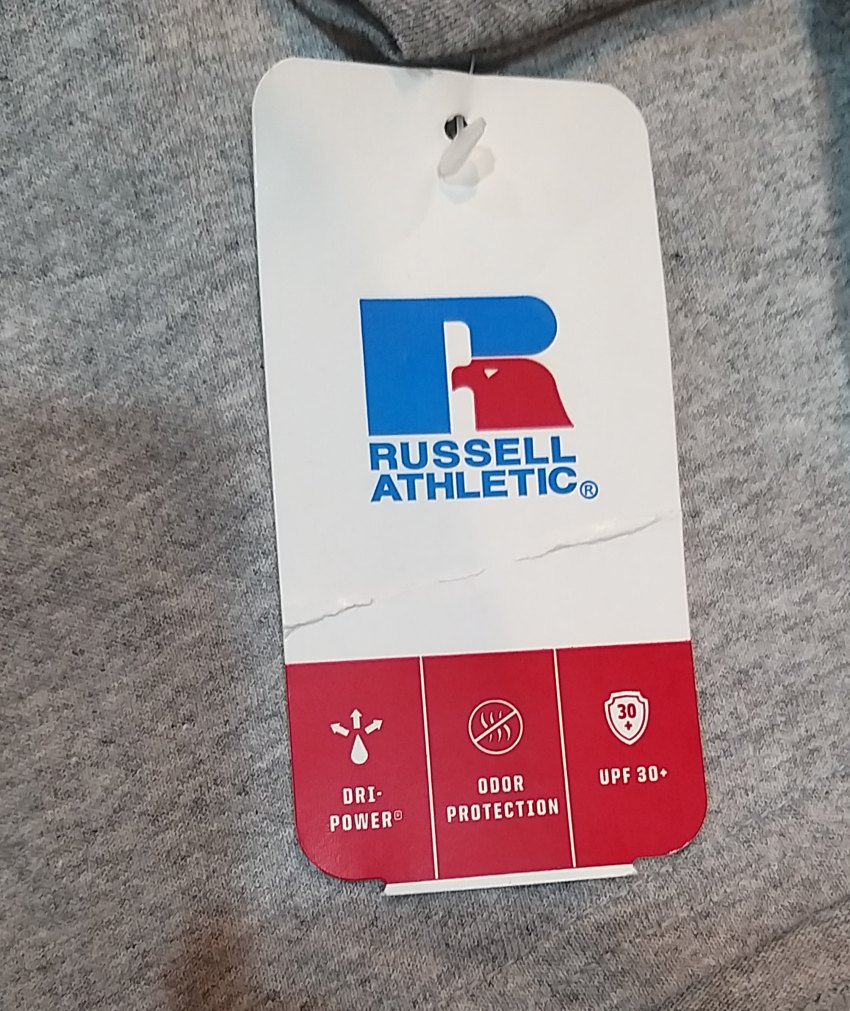 RUSSELL
ATHLETIC®
DRI-
POWER®
ODOR
PROTECTION
30
+
UPF 30+